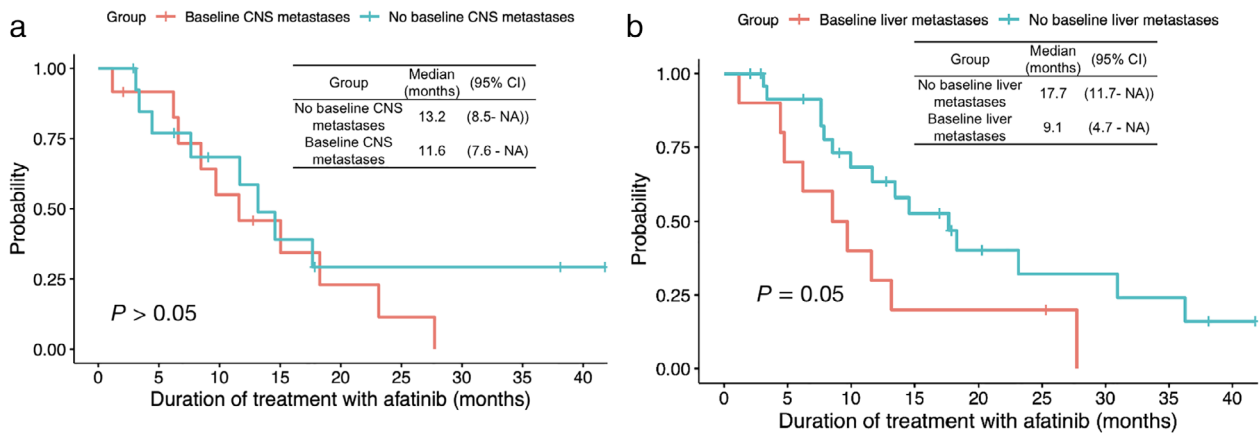 a
Group Baseline CNS metastases No baseline CNS metastases
1.00
0.75
0.50
0.25
0.00
Probability
Group Median (months) (95% CI)
No baseline CNS metastases 13.2 (8.5- NA))
Baseline CNS metastases 11.6 (7.6 - NA)
P > 0.05
0 5 10 15 20 25 30 35 40
Duration of treatment with afatinib (months)
b
Group Baseline liver metastases No baseline liver metastases
1.00
0.75
0.50
0.25
0.00
Probability
Group Median (months) (95% CI)
No baseline liver metastases 17.7 (11.7- NA))
Baseline liver metastases 9.1 (4.7 - NA)
P = 0.05
0 5 10 15 20 25 30 35 40
Duration of treatment with afatinib (months)